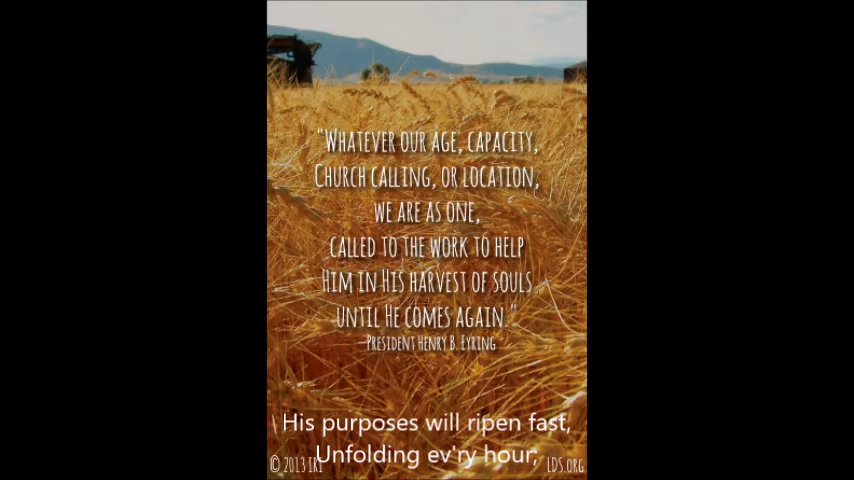 "Whatever our age, capacity,
Church calling, or location,
we are as one,
called to the work to help
Him in His harvest of souls
until He comes again."
—President Henry B. Eyring
His purposes will ripen fast,
Unfolding ev'ry hour;
© 2013 IRI
LDS.org